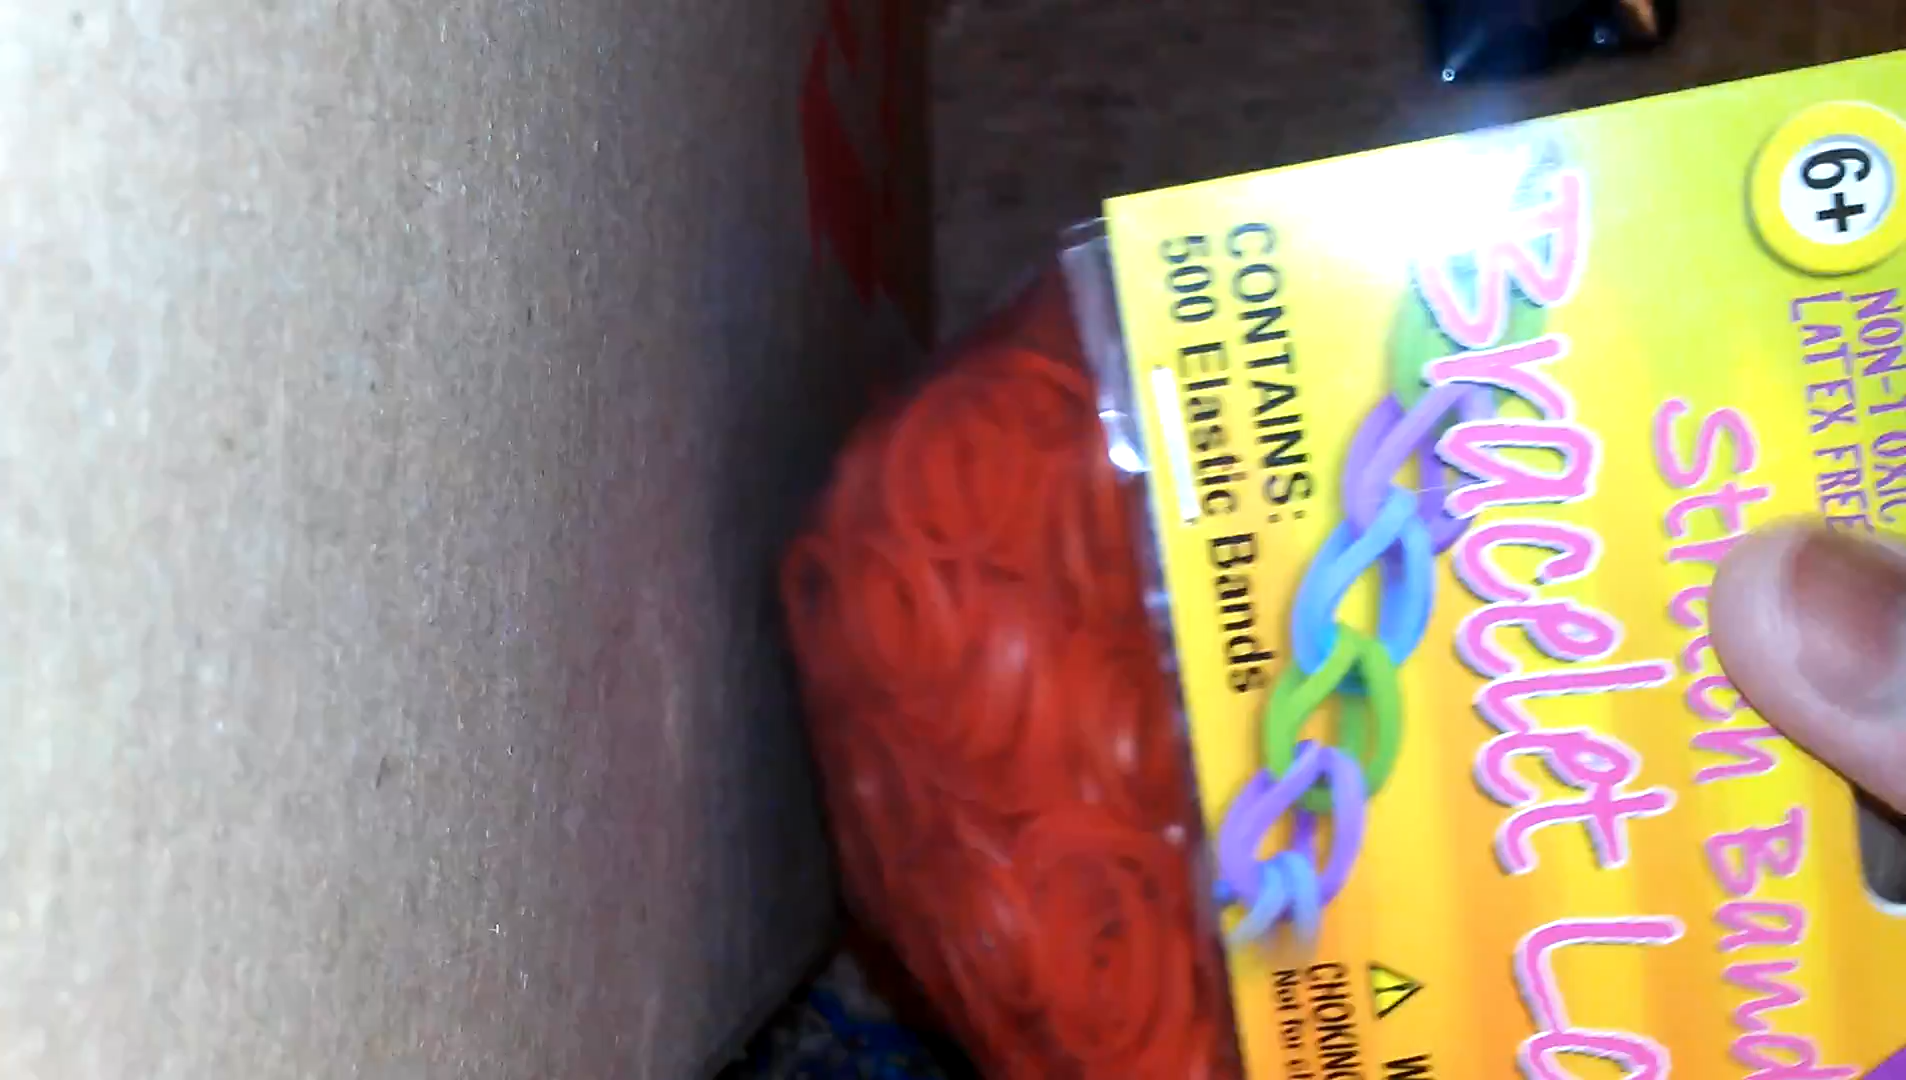 6+
NON-TOXIC
LATEX FREE
Stretch Band
Bracelet Lo
CONTAINS:
500 Elastic Bands
W
CHOKING
Not for